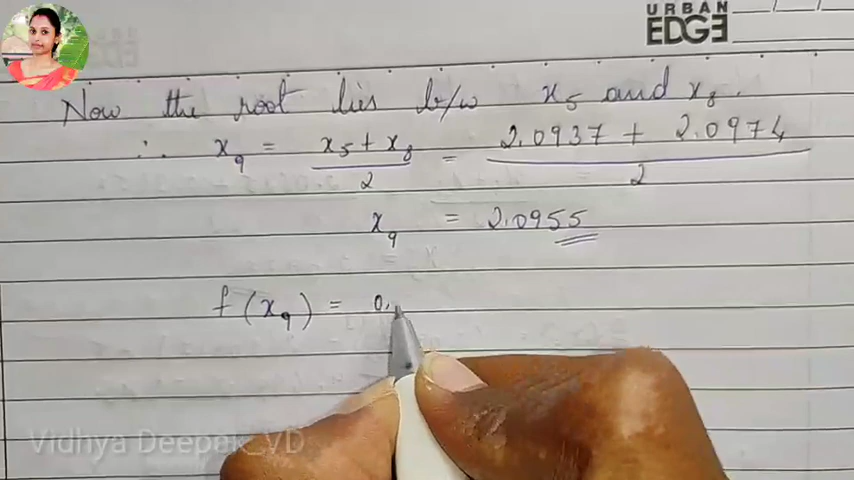 URBAN
EDGE
Now the root lies b/w x₅ and x₈.
∴ x₉ = x₅ + x₈ / 2 = 2.0937 + 2.0974 / 2
x₉ = 2.0955
f(x₉) = 0.
Vidhya Deepak_VD